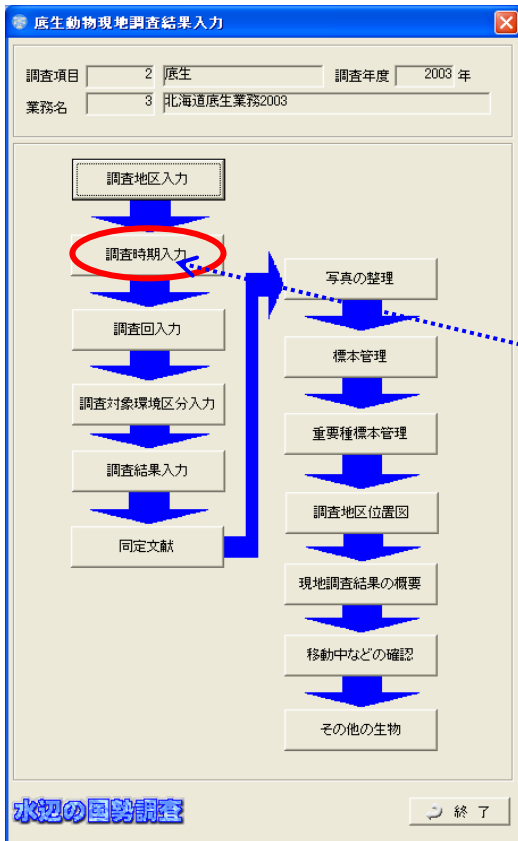 底生動物現地調査結果入力
調査項目 2 底生 調査年度 2003 年
業務名 3 北海道底生業務2003
調査地区入力
調査時期入力
調査回入力
調査対象環境区分入力
調査結果入力
同定文献
写真の整理
標本管理
重要種標本管理
調査地区位置図
現地調査結果の概要
移動中などの確認
その他の生物
水辺の国勢調査
終 了